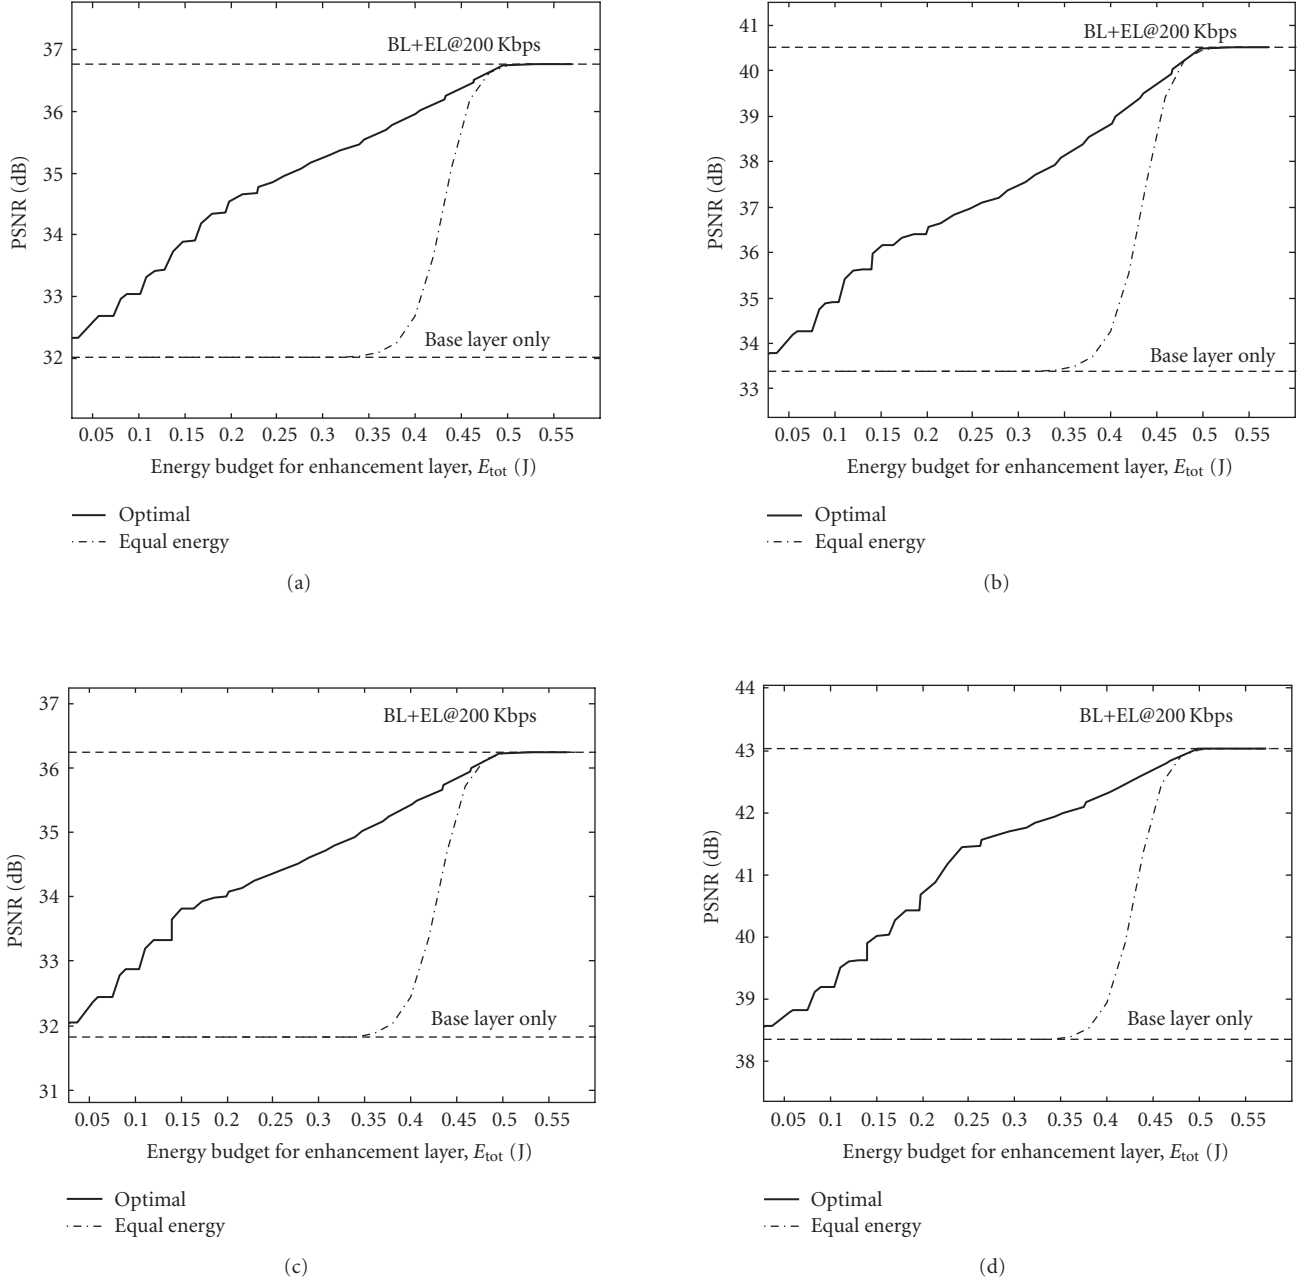 37
36
35
34
33
32
PSNR (dB)
BL+EL@200 Kbps
Base layer only
0.05 0.1 0.15 0.2 0.25 0.3 0.35 0.4 0.45 0.5 0.55
Energy budget for enhancement layer, Etot (J)
Optimal
Equal energy
(a)
41
40
39
38
37
36
35
34
33
PSNR (dB)
BL+EL@200 Kbps
Base layer only
0.05 0.1 0.15 0.2 0.25 0.3 0.35 0.4 0.45 0.5 0.55
Energy budget for enhancement layer, Etot (J)
Optimal
Equal energy
(b)
37
36
35
34
33
32
31
PSNR (dB)
BL+EL@200 Kbps
Base layer only
0.05 0.1 0.15 0.2 0.25 0.3 0.35 0.4 0.45 0.5 0.55
Energy budget for enhancement layer, Etot (J)
Optimal
Equal energy
(c)
44
43
42
41
40
39
38
PSNR (dB)
BL+EL@200 Kbps
Base layer only
0.05 0.1 0.15 0.2 0.25 0.3 0.35 0.4 0.45 0.5 0.55
Energy budget for enhancement layer, Etot (J)
Optimal
Equal energy
(d)